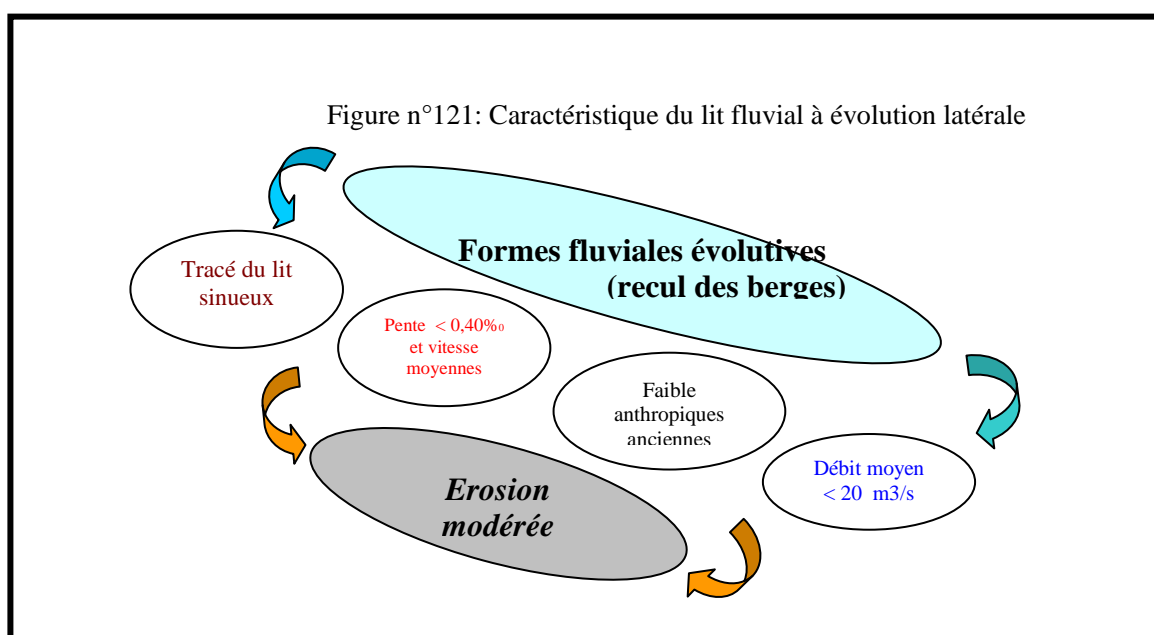 Figure n°121: Caractéristique du lit fluvial à évolution latérale
Formes fluviales évolutives
(recul des berges)
Tracé du lit
sinueux
Pente < 0,40%₀
et vitesse
moyennes
Faible
anthropiques
anciennes
Débit moyen
< 20 m3/s
Erosion
modérée